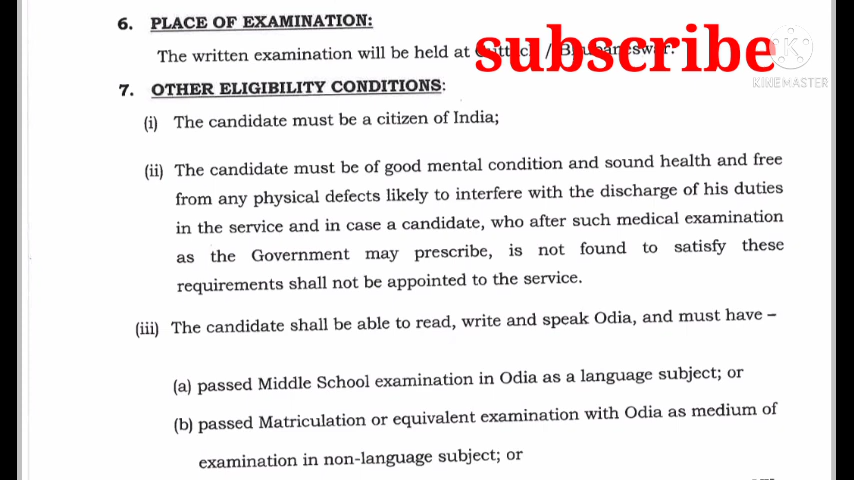 6. PLACE OF EXAMINATION:
The written examination will be held at
subscribe
KINEMASTER
7. OTHER ELIGIBILITY CONDITIONS:
(i) The candidate must be a citizen of India;
(ii) The candidate must be of good mental condition and sound health and free
from any physical defects likely to interfere with the discharge of his duties
in the service and in case a candidate, who after such medical examination
as the Government may prescribe, is not found to satisfy these
requirements shall not be appointed to the service.
(iii) The candidate shall be able to read, write and speak Odia, and must have –
(a) passed Middle School examination in Odia as a language subject; or
(b) passed Matriculation or equivalent examination with Odia as medium of
examination in non-language subject; or